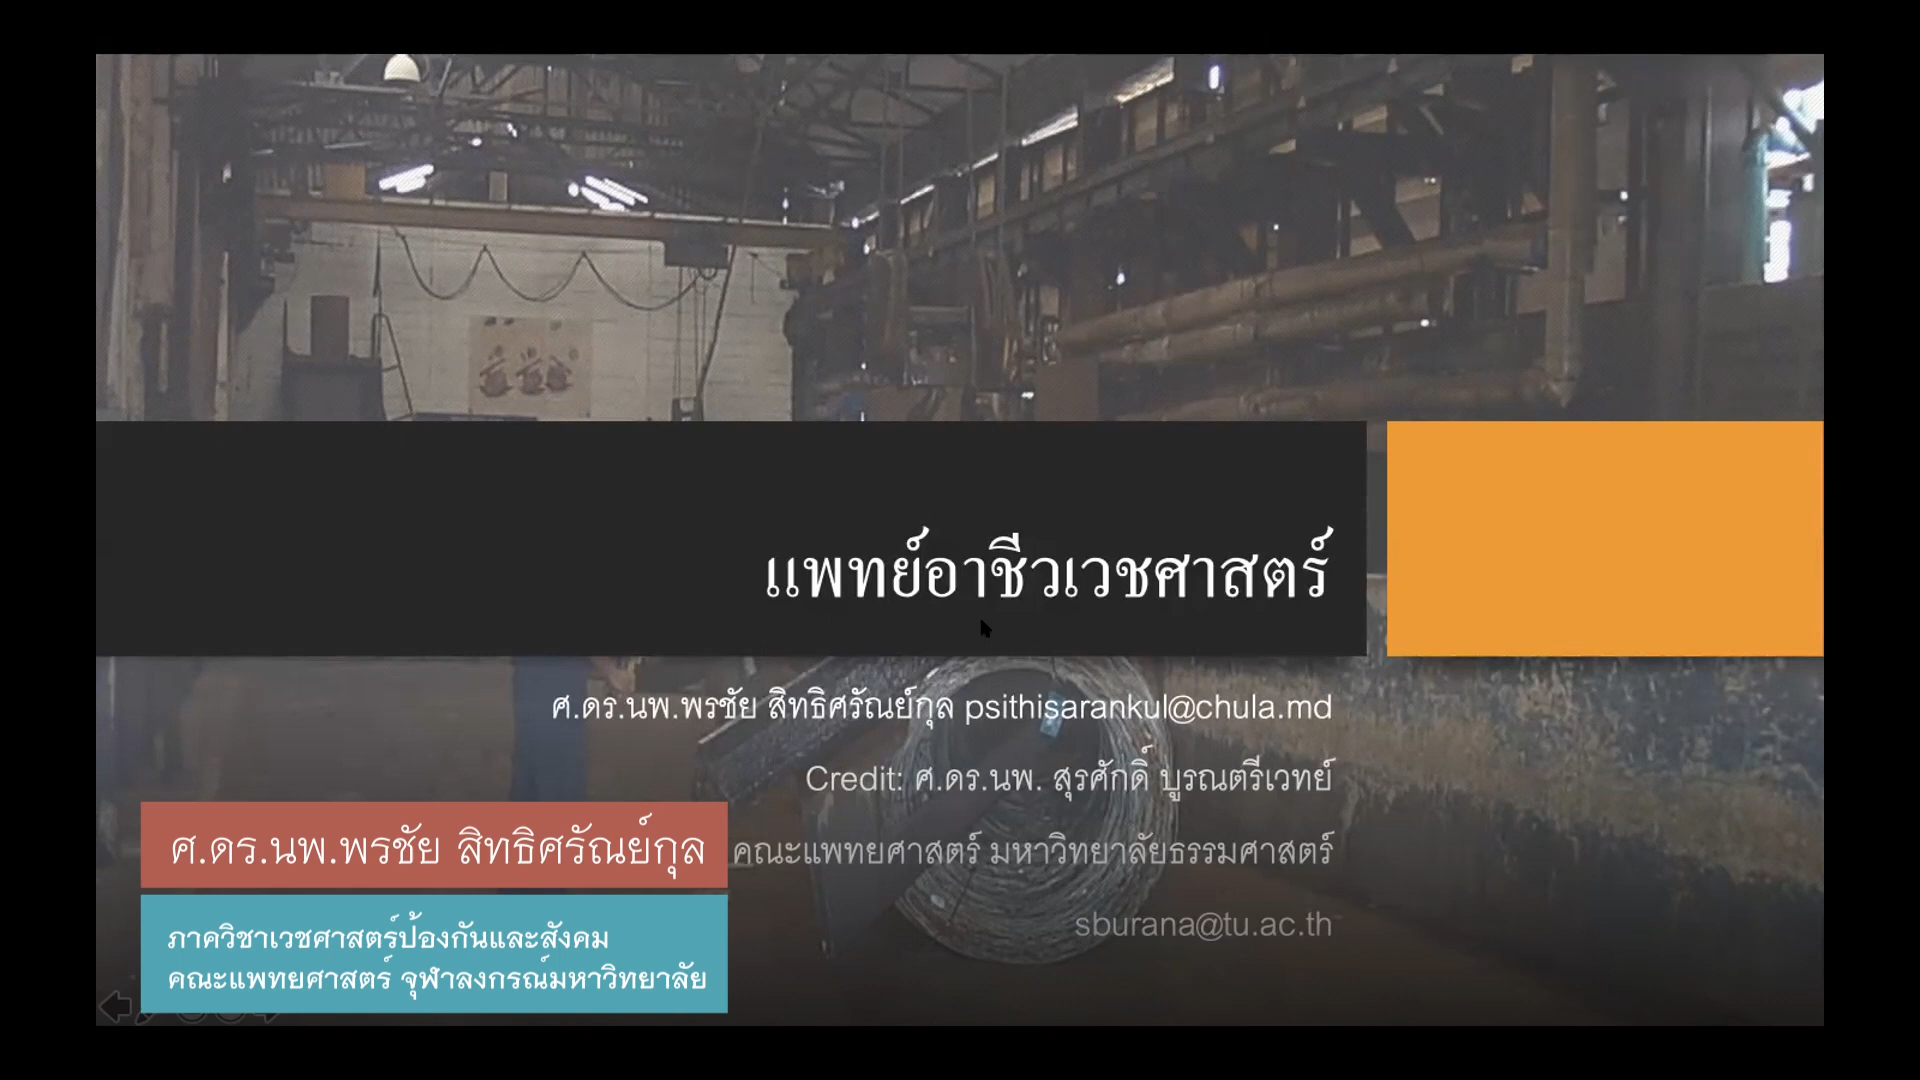 แพทย์อาชีวเวชศาสตร์
ศ.ดร.นพ.พรชัย สิทธิศรัณย์กุล psithisarankul@chula.md
Credit: ศ.ดร.นพ. สุรศักดิ์ บูรณตรีเวทย์
คณะแพทยศาสตร์ มหาวิทยาลัยธรรมศาสตร์
sburana@tu.ac.th
ศ.ดร.นพ.พรชัย สิทธิศรัณย์กุล
ภาควิชาเวชศาสตร์ป้องกันและสังคม
คณะแพทยศาสตร์ จุฬาลงกรณ์มหาวิทยาลัย